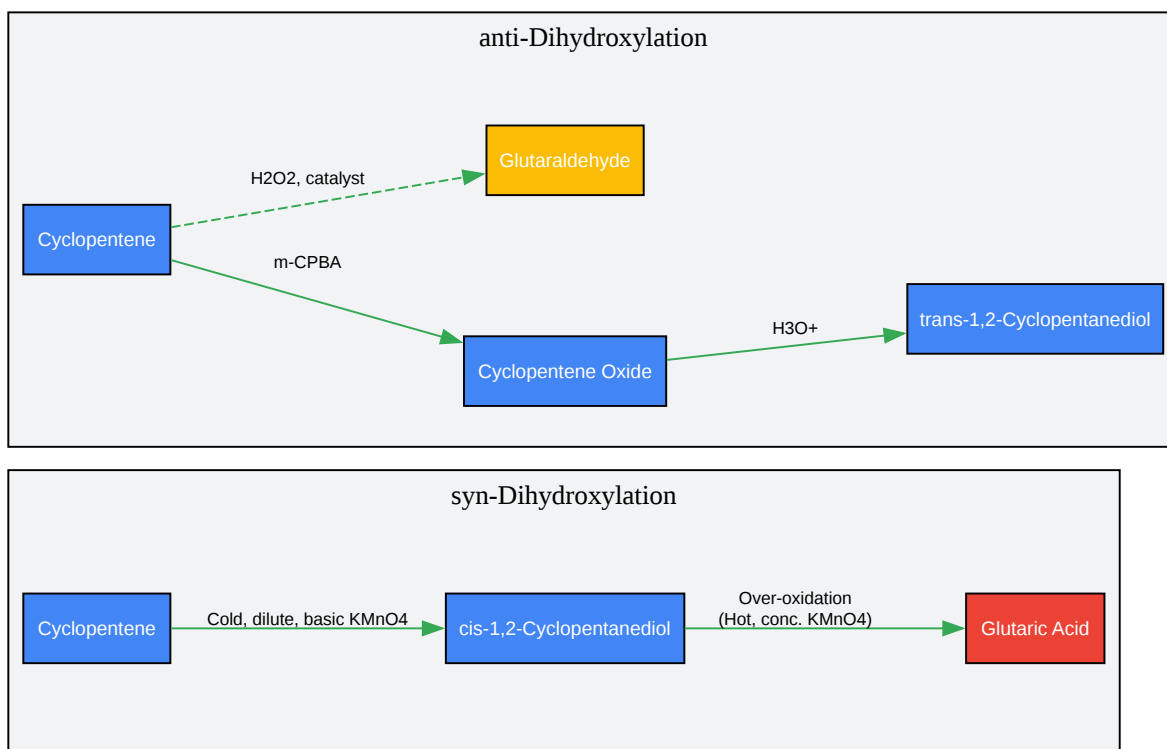 anti-Dihydroxylation
Glutaraldehyde
H2O2, catalyst
Cyclopentene
m-CPBA
trans-1,2-Cyclopentanediol
H3O+
Cyclopentene Oxide
syn-Dihydroxylation
Cyclopentene
Cold, dilute, basic KMnO4
cis-1,2-Cyclopentanediol
Over-oxidation
(Hot, conc. KMnO4)
Glutaric Acid